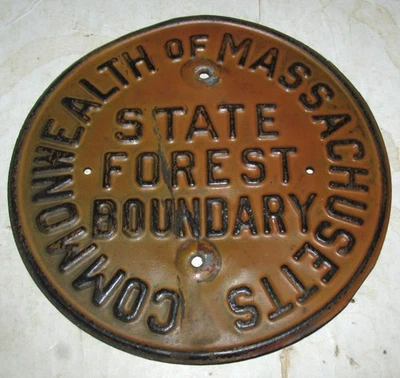 COMMONWEALTH OF MASSACHUSETTS
STATE
FOREST
BOUNDARY